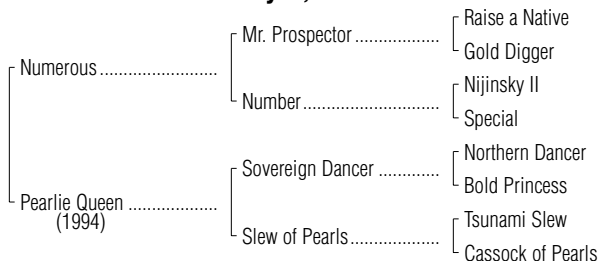 Raise a Native
Mr. Prospector ....................
Gold Digger
Numerous ............................
Nijinsky II
Number ................................
Special
Northern Dancer
Sovereign Dancer ...............
Bold Princess
Pearlie Queen .....................
(1994)
Tsunami Slew
Slew of Pearls .....................
Cassock of Pearls